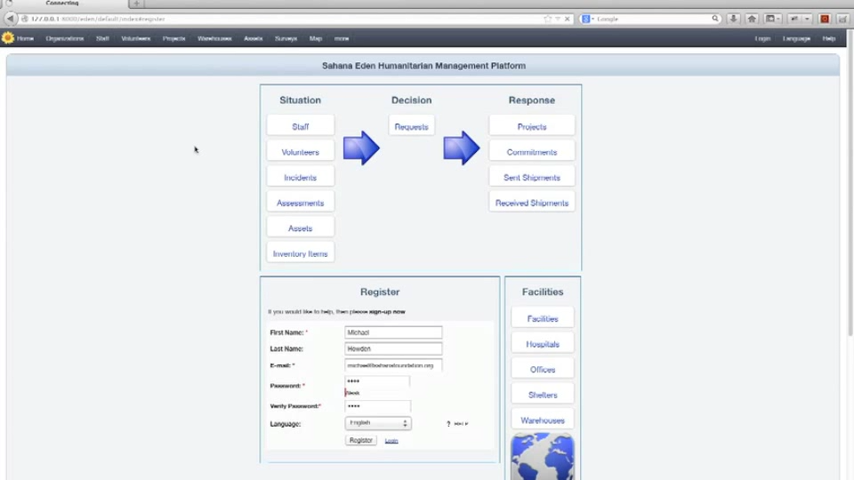 Connecting...
127.0.0.1:8000/eden/default/index#register
Google
Home Organizations Staff Volunteers Projects Warehouses Assets Surveys Map more Login Language Help
Sahana Eden Humanitarian Management Platform
Situation Decision Response
Staff Requests Projects
Volunteers Commitments
Incidents Sent Shipments
Assessments Received Shipments
Assets
Inventory Items
Register
If you would like to help, then please sign-up now
First Name: * Michael
Last Name: Howden
E-mail: * michael@sahanafoundation.org
Password: * ••••
Weak
Verify Password:* ••••
Language: English ? HELP
Register Login
Facilities
Facilities
Hospitals
Offices
Shelters
Warehouses